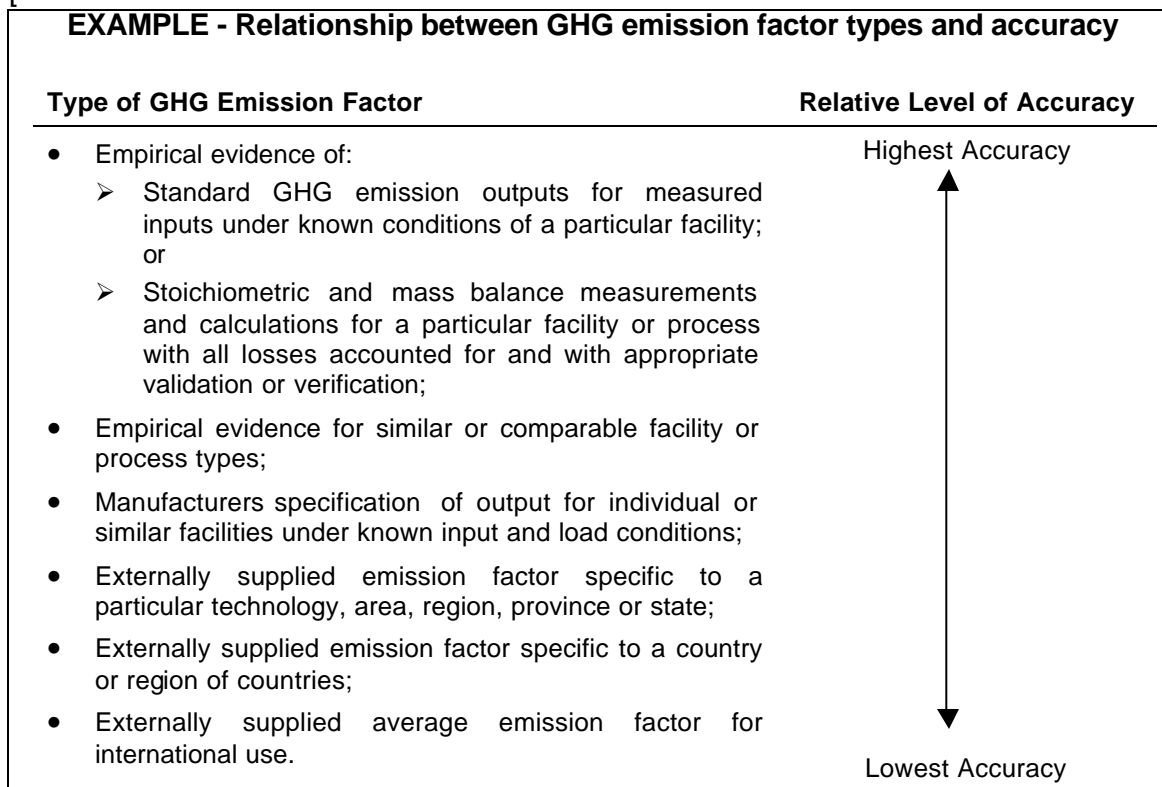 [
EXAMPLE - Relationship between GHG emission factor types and accuracy
Type of GHG Emission Factor Relative Level of Accuracy
• Empirical evidence of: Highest Accuracy
➢ Standard GHG emission outputs for measured
inputs under known conditions of a particular facility;
or
➢ Stoichiometric and mass balance measurements
and calculations for a particular facility or process
with all losses accounted for and with appropriate
validation or verification;
• Empirical evidence for similar or comparable facility or
process types;
• Manufacturers specification of output for individual or
similar facilities under known input and load conditions;
• Externally supplied emission factor specific to a
particular technology, area, region, province or state;
• Externally supplied emission factor specific to a country
or region of countries;
• Externally supplied average emission factor for
international use.
Lowest Accuracy